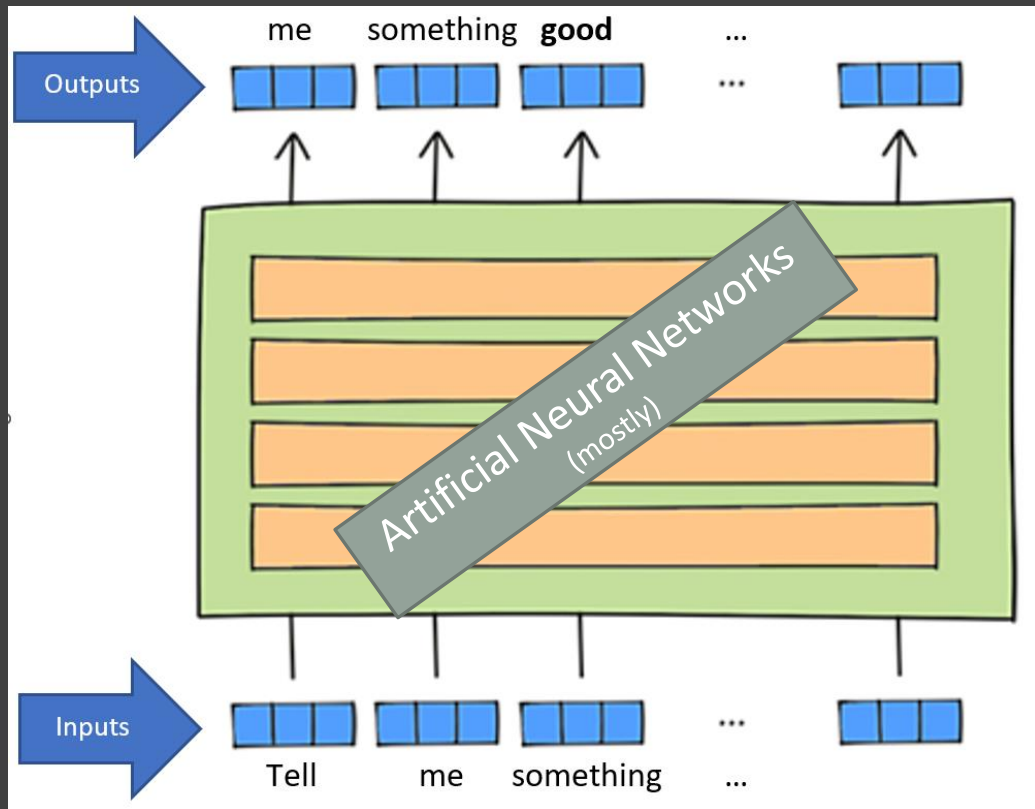 me something good ...
Outputs
...
Artificial Neural Networks
(mostly)
Inputs
...
Tell me something ...